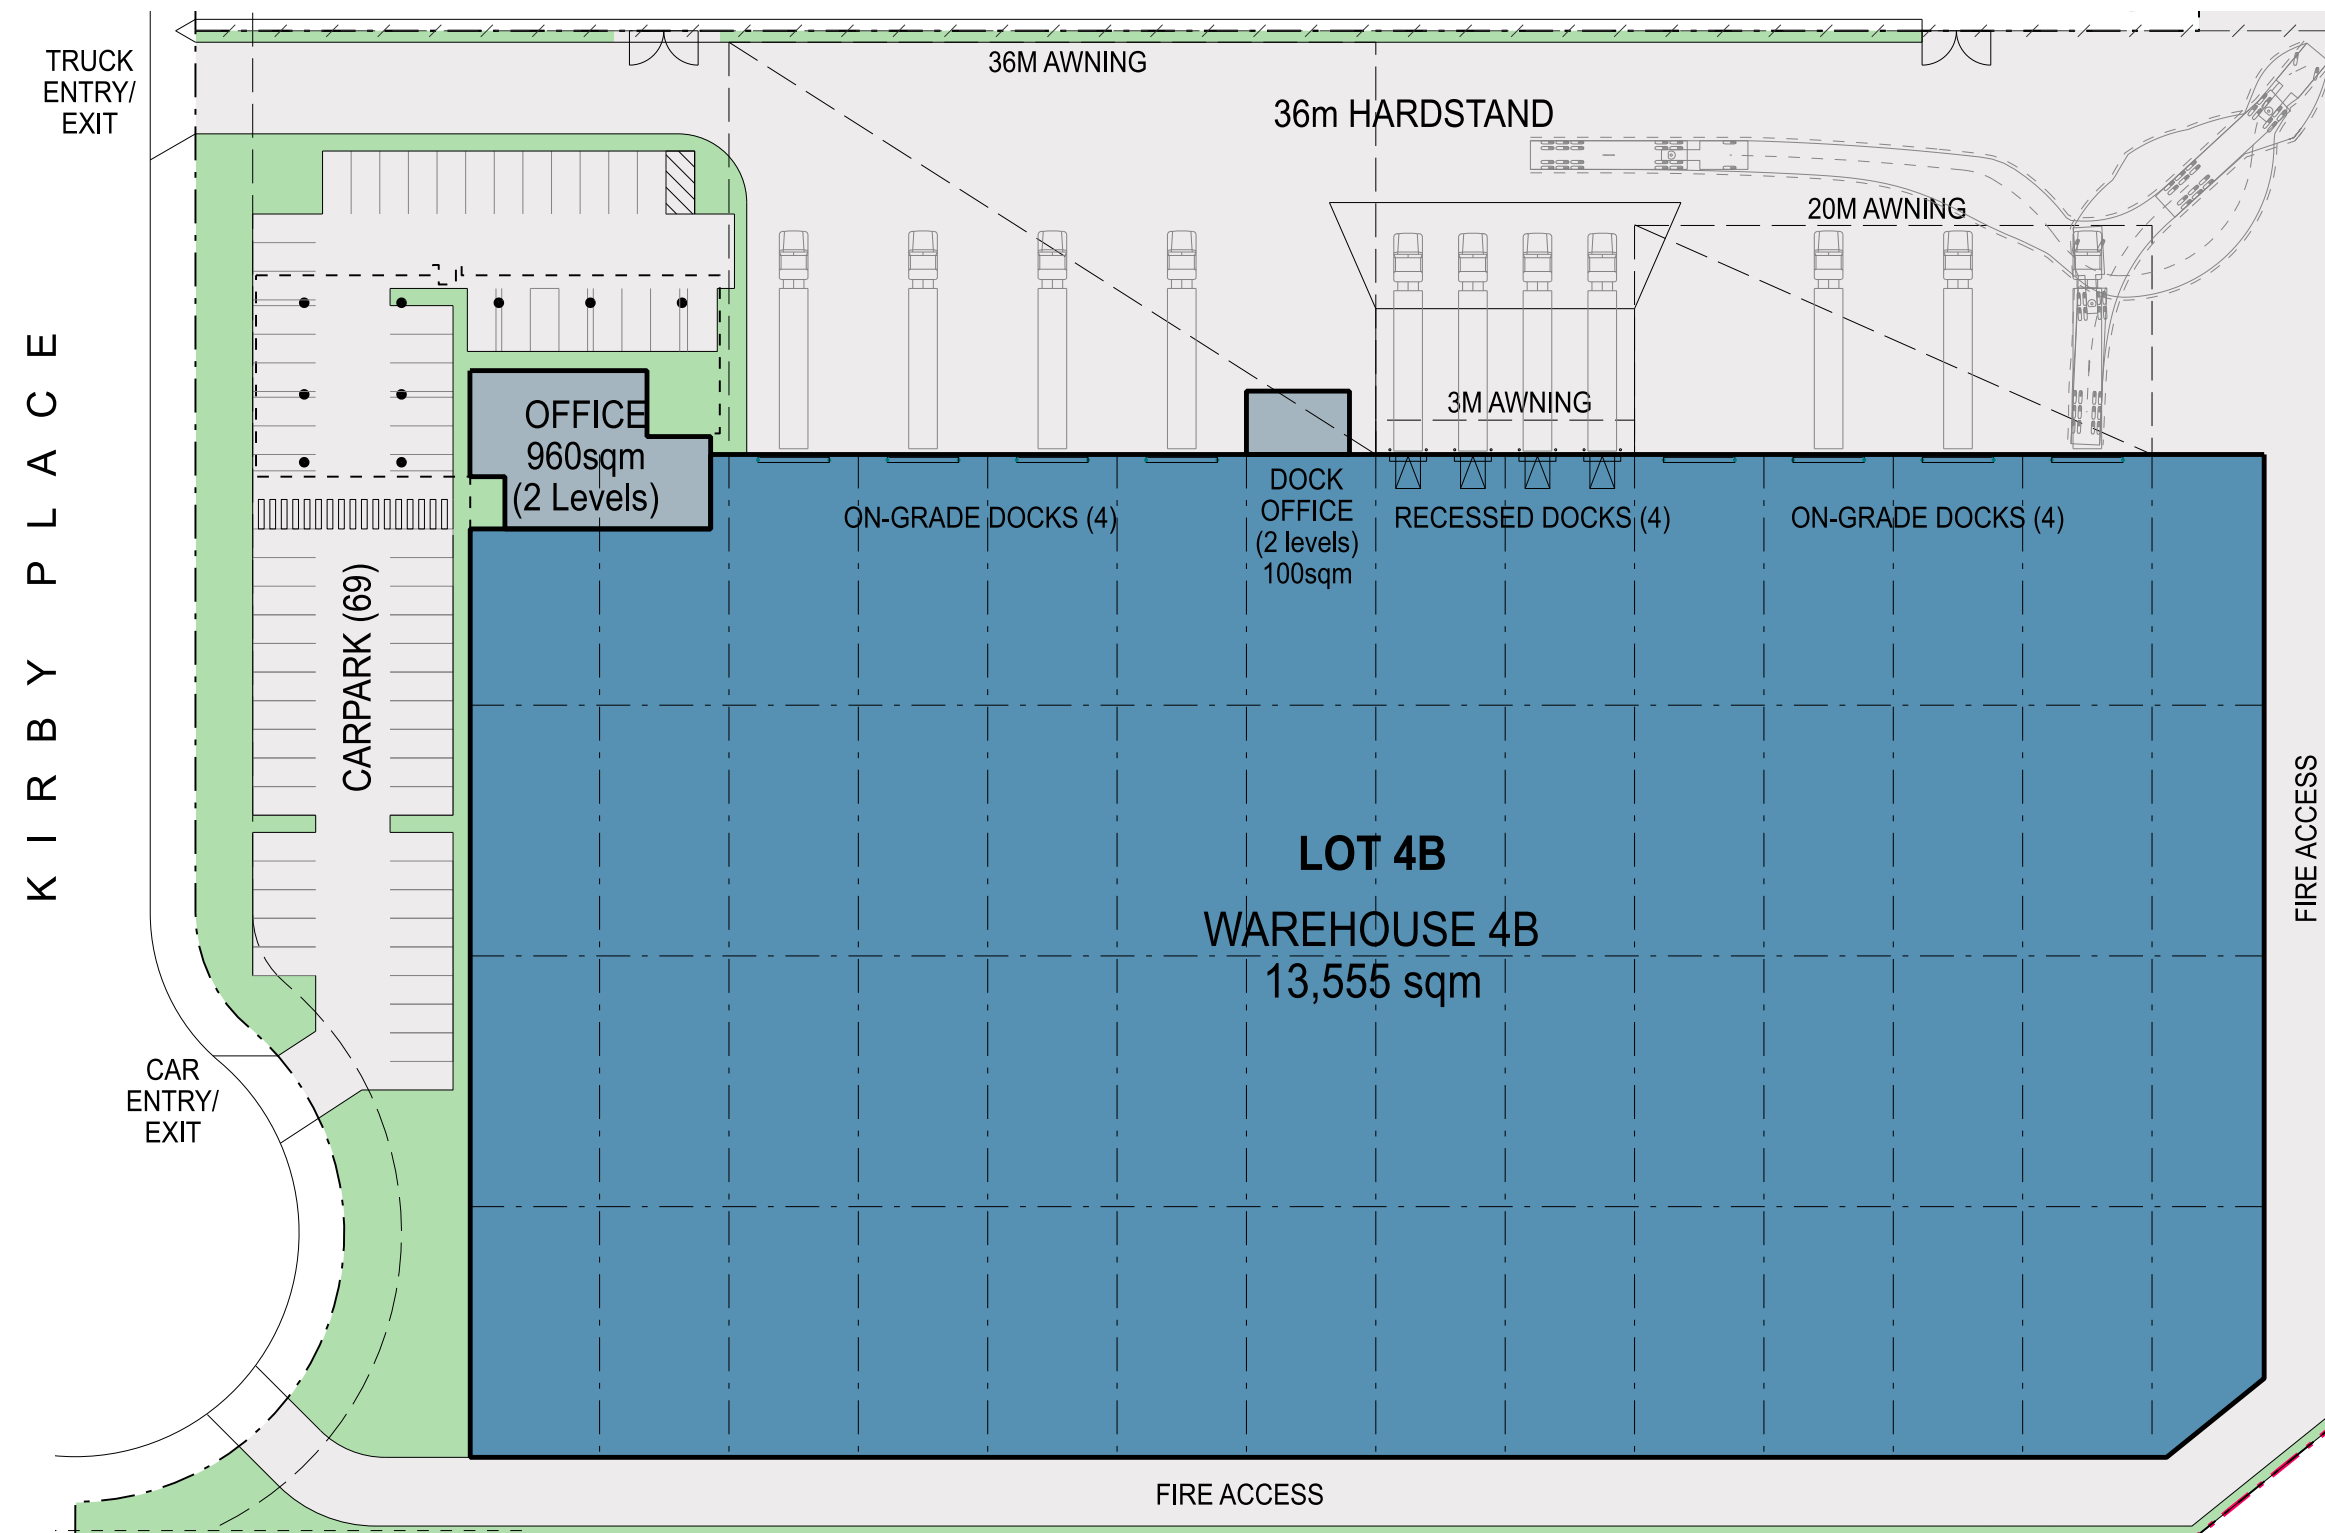 TRUCK
ENTRY/
EXIT
36M AWNING
36m HARDSTAND
20M AWNING
3M AWNING
OFFICE
960sqm
(2 Levels)
DOCK
OFFICE
(2 levels)
100sqm
ON-GRADE DOCKS (4)
RECESSED DOCKS (4)
ON-GRADE DOCKS (4)
KIRBY PLACE
CARPARK (69)
LOT 4B
WAREHOUSE 4B
13,555 sqm
FIRE ACCESS
CAR
ENTRY/
EXIT
FIRE ACCESS